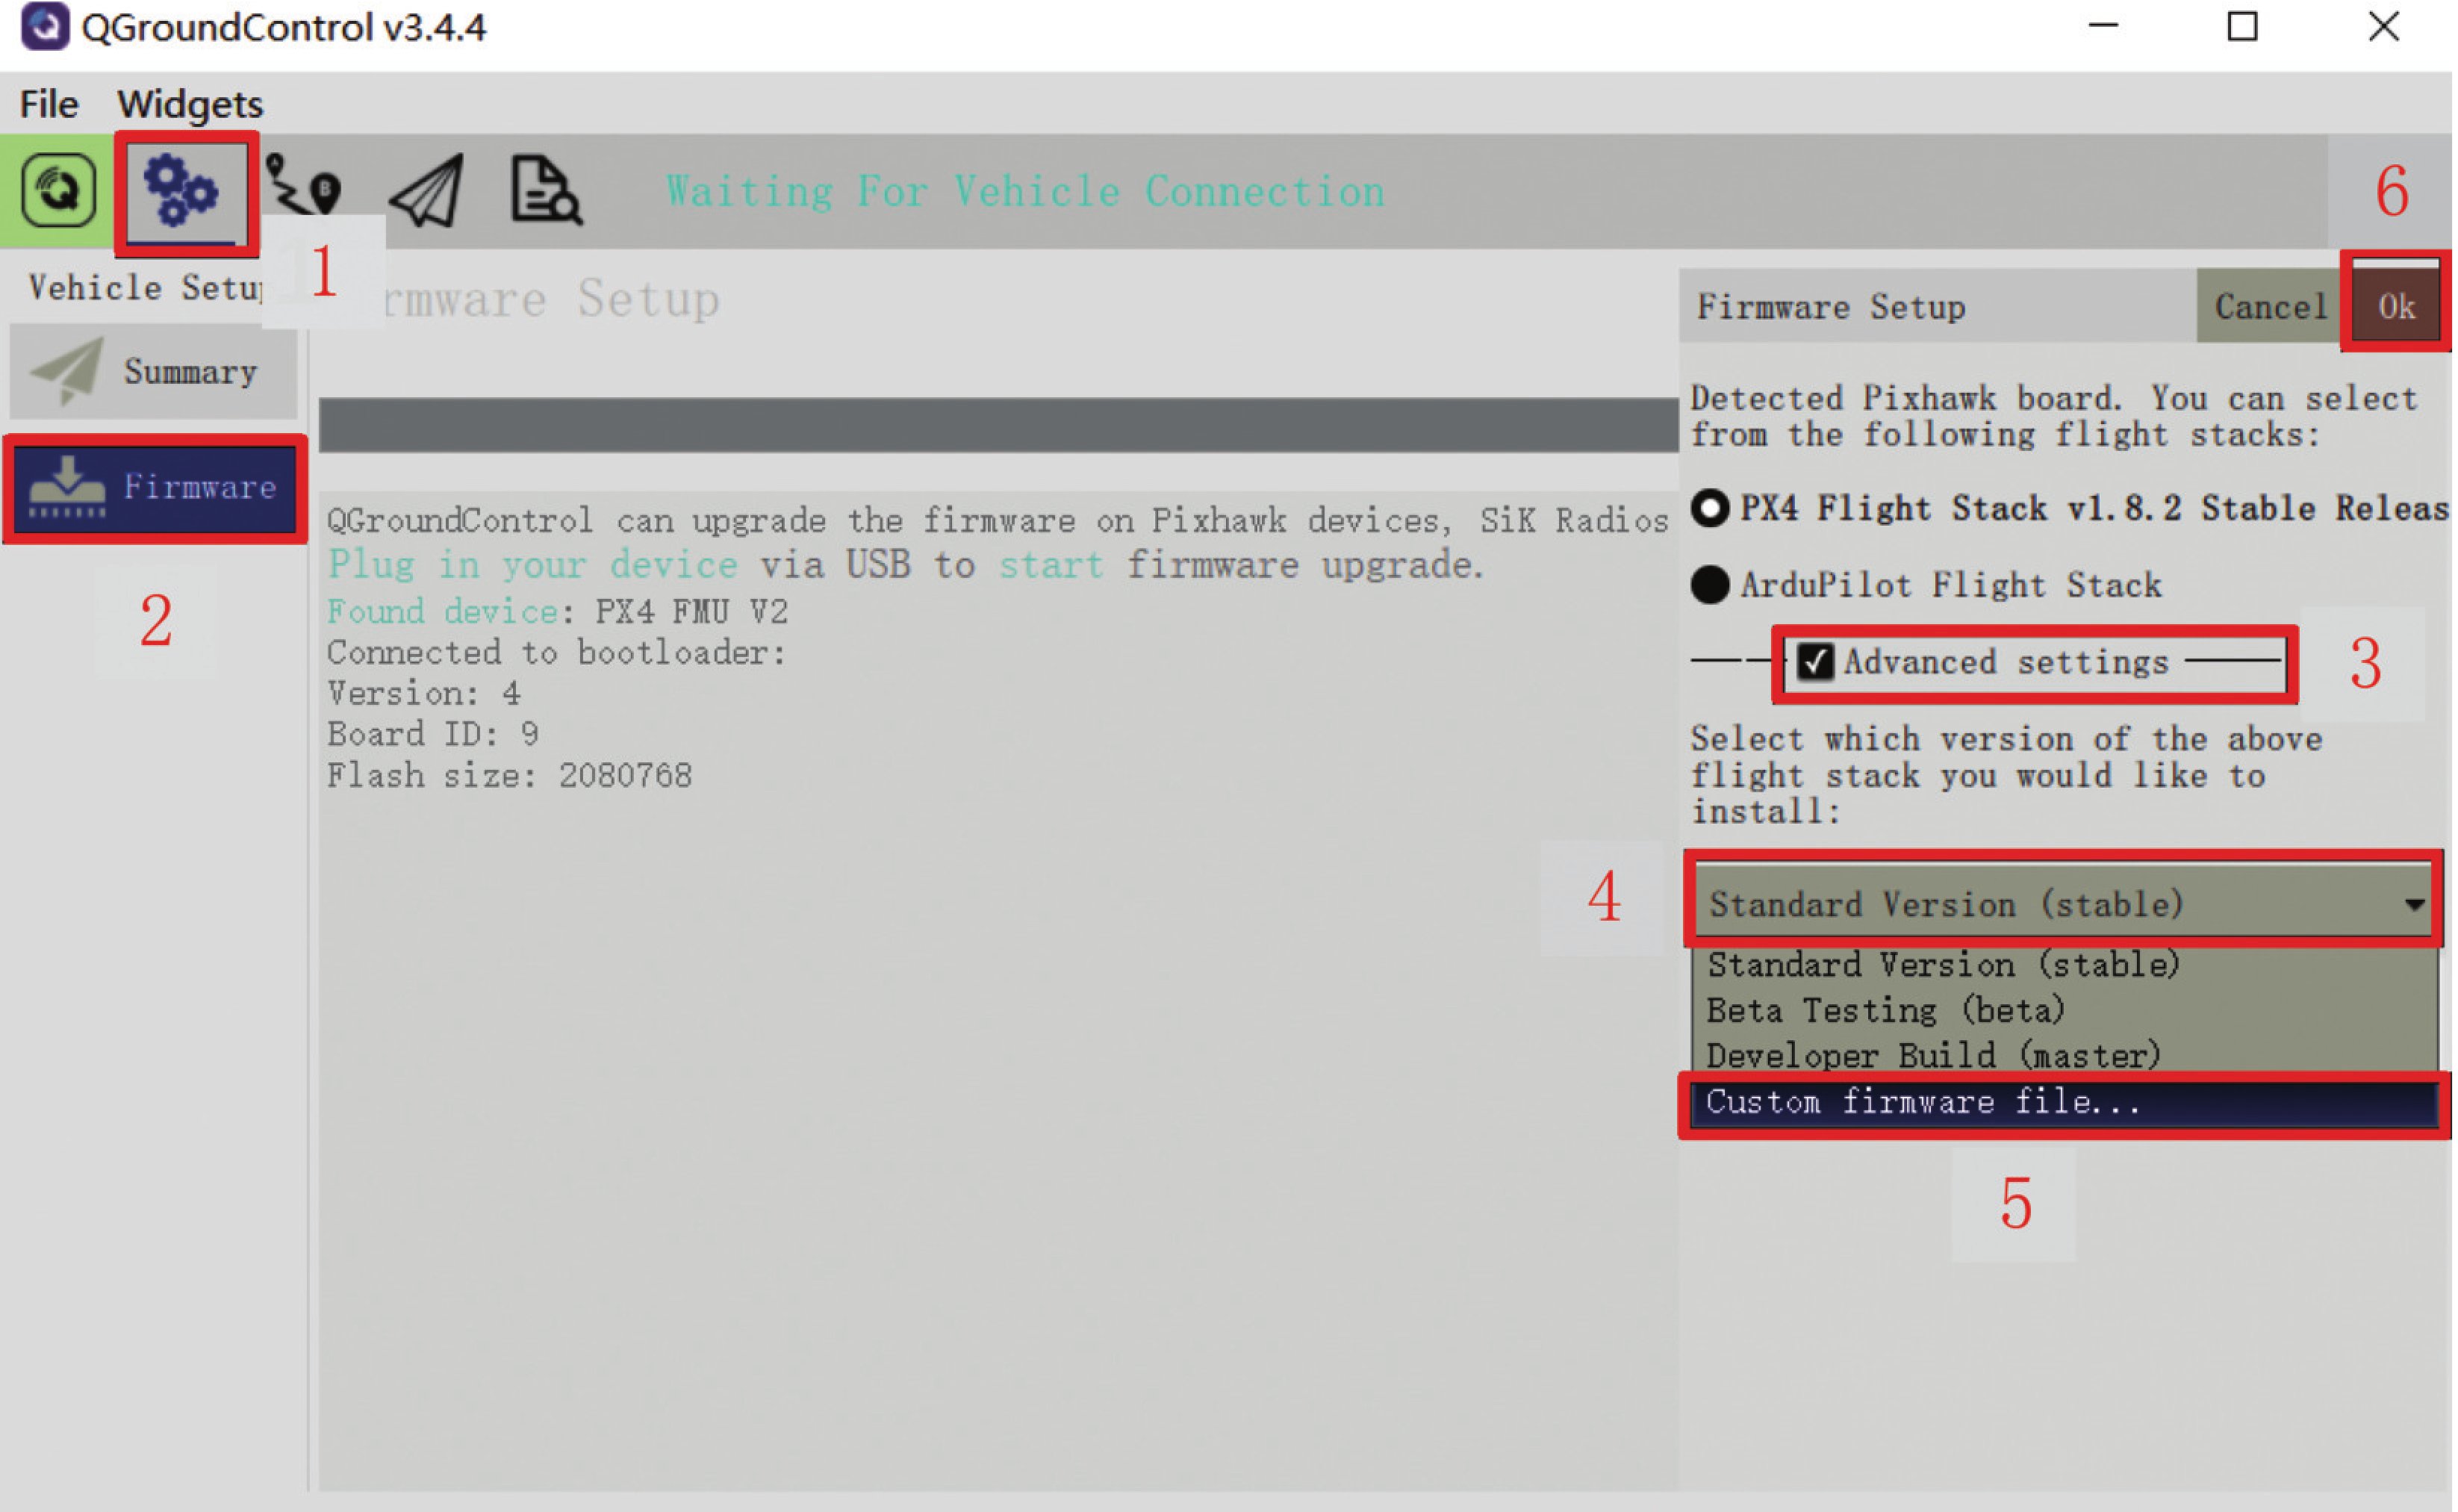 QGroundControl v3.4.4
File Widgets
Waiting For Vehicle Connection
6
1
Vehicle Setup
rmware Setup
Firmware Setup
Cancel
Ok
Summary
Detected Pixhawk board. You can select
from the following flight stacks:
Firmware
2
PX4 Flight Stack v1.8.2 Stable Releas
ArduPilot Flight Stack
Advanced settings
3
QGroundControl can upgrade the firmware on Pixhawk devices, SiK Radios
Plug in your device via USB to start firmware upgrade.
Found device: PX4 FMU V2
Connected to bootloader:
Version: 4
Board ID: 9
Flash size: 2080768
Select which version of the above
flight stack you would like to
install:
4
Standard Version (stable)
Standard Version (stable)
Beta Testing (beta)
Developer Build (master)
Custom firmware file...
5